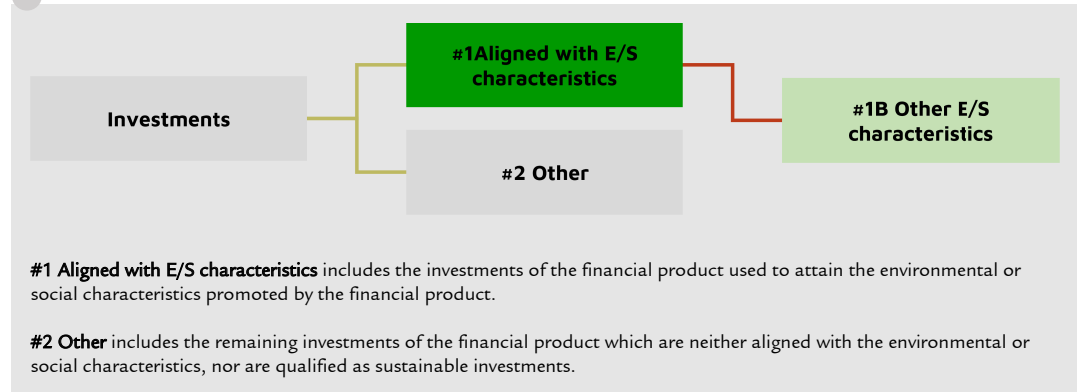 #1Aligned with E/S
characteristics
Investments
#1B Other E/S
characteristics
#2 Other
#1 Aligned with E/S characteristics includes the investments of the financial product used to attain the environmental or
social characteristics promoted by the financial product.
#2 Other includes the remaining investments of the financial product which are neither aligned with the environmental or
social characteristics, nor are qualified as sustainable investments.